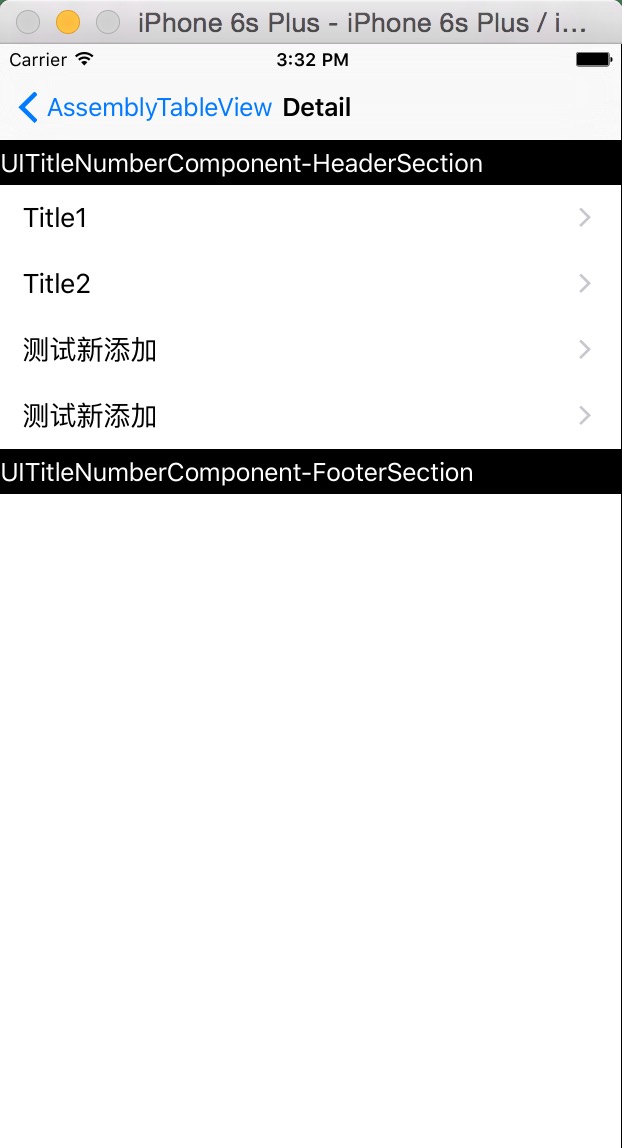 iPhone 6s Plus - iPhone 6s Plus / i...
Carrier 3:32 PM
AssemblyTableView Detail
UITitleNumberComponent-HeaderSection
Title1
Title2
测试新添加
测试新添加
UITitleNumberComponent-FooterSection